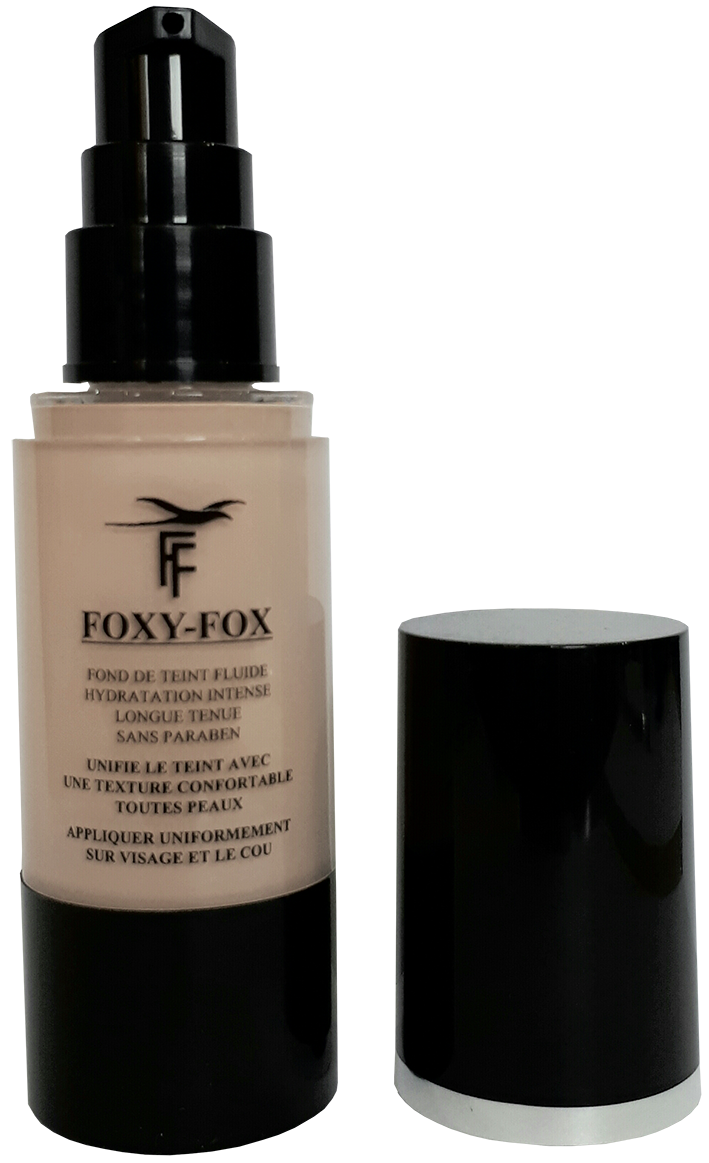 FF
FOXY-FOX
FOND DE TEINT FLUIDE
HYDRATATION INTENSE
LONGUE TENUE
SANS PARABEN
UNIFIE LE TEINT AVEC
UNE TEXTURE CONFORTABLE
TOUTES PEAUX
APPLIQUER UNIFORMEMENT
SUR VISAGE ET LE COU